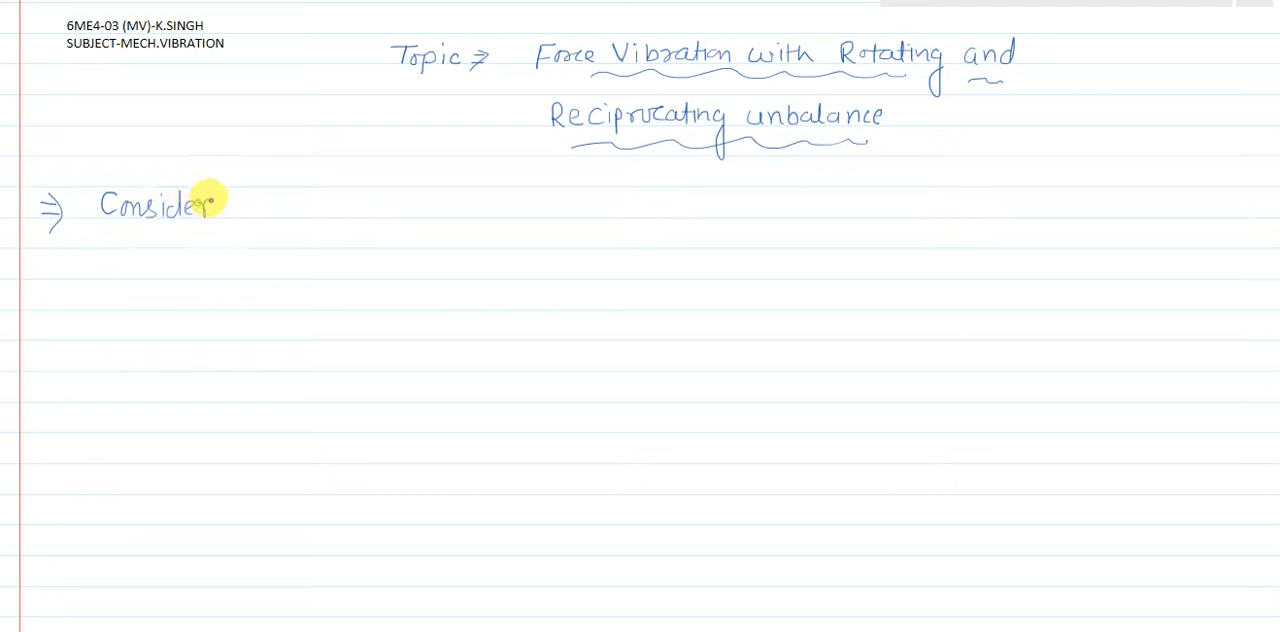 6ME4-03 (MV)-K.SINGH
SUBJECT-MECH.VIBRATION
Topic ⇒ Force Vibration with Rotating and
Reciprocating unbalance
⇒ Consider